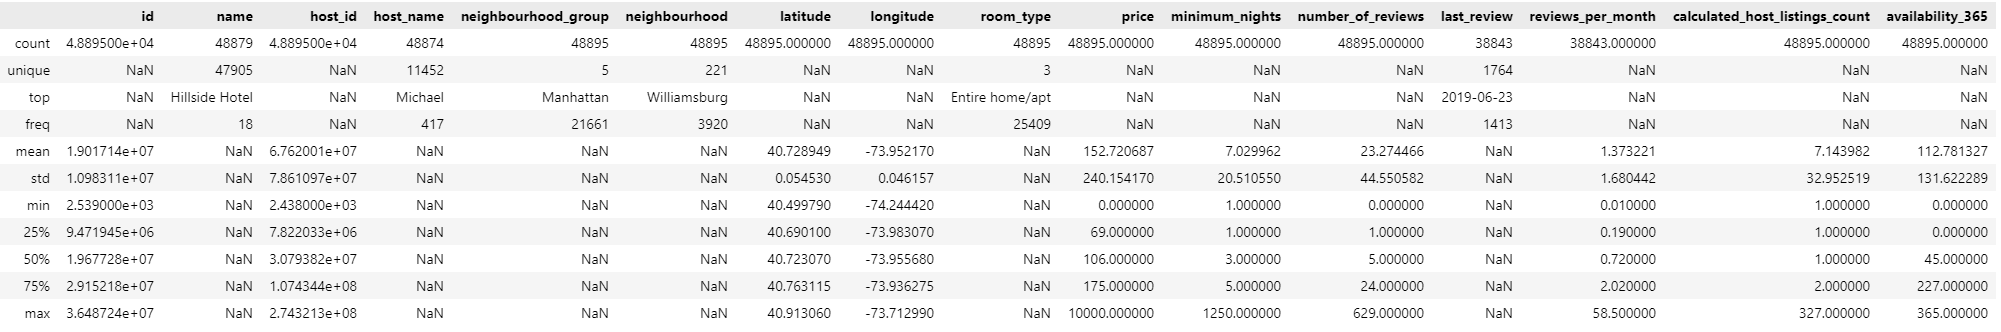 id name host_id host_name neighbourhood_group neighbourhood latitude longitude room_type price minimum_nights number_of_reviews last_review reviews_per_month calculated_host_listings_count availability_365
count 4.889500e+04 48879 4.889500e+04 48874 48895 48895 48895.000000 48895.000000 48895 48895.000000 48895.000000 48895.000000 38843 38843.000000 48895.000000 48895.000000
unique NaN 47905 NaN 11452 5 221 NaN NaN 3 NaN NaN NaN 1764 NaN NaN NaN
top NaN Hillside Hotel NaN Michael Manhattan Williamsburg NaN NaN Entire home/apt NaN NaN NaN 2019-06-23 NaN NaN NaN
freq NaN 18 NaN 417 21661 3920 NaN NaN 25409 NaN NaN NaN 1413 NaN NaN NaN
mean 1.901714e+07 NaN 6.762001e+07 NaN NaN NaN 40.728949 -73.952170 NaN 152.720687 7.029962 23.274466 NaN 1.373221 7.143982 112.781327
std 1.098311e+07 NaN 7.861097e+07 NaN NaN NaN 0.054530 0.046157 NaN 240.154170 20.510550 44.550582 NaN 1.680442 32.952519 131.622289
min 2.539000e+03 NaN 2.438000e+03 NaN NaN NaN 40.499790 -74.244420 NaN 0.000000 1.000000 0.000000 NaN 0.010000 1.000000 0.000000
25% 9.471945e+06 NaN 7.822033e+06 NaN NaN NaN 40.690100 -73.983070 NaN 69.000000 1.000000 1.000000 NaN 0.190000 1.000000 0.000000
50% 1.967728e+07 NaN 3.079382e+07 NaN NaN NaN 40.723070 -73.955680 NaN 106.000000 3.000000 5.000000 NaN 0.720000 1.000000 45.000000
75% 2.915218e+07 NaN 1.074344e+08 NaN NaN NaN 40.763115 -73.936275 NaN 175.000000 5.000000 24.000000 NaN 2.020000 2.000000 227.000000
max 3.648724e+07 NaN 2.743213e+08 NaN NaN NaN 40.913060 -73.712990 NaN 10000.000000 1250.000000 629.000000 NaN 58.500000 327.000000 365.000000